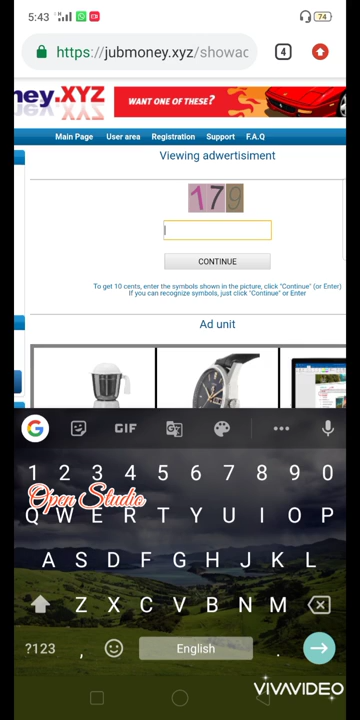 5:43
74
https://jubmoney.xyz/showad
4
ney.XYZ
WANT ONE OF THESE?
Main Page User area Registration Support F.A.Q
Viewing adwertisiment
179
CONTINUE
To get 10 cents, enter the symbols shown in the picture, click "Continue" (or Enter)
If you can recognize symbols, just click "Continue" or Enter
Ad unit
G GIF
1 2 3 4 5 6 7 8 9 0
Open Studio
Q W E R T Y U I O P
A S D F G H J K L
Z X C V B N M
?123 , English .
VIVAVIDEO